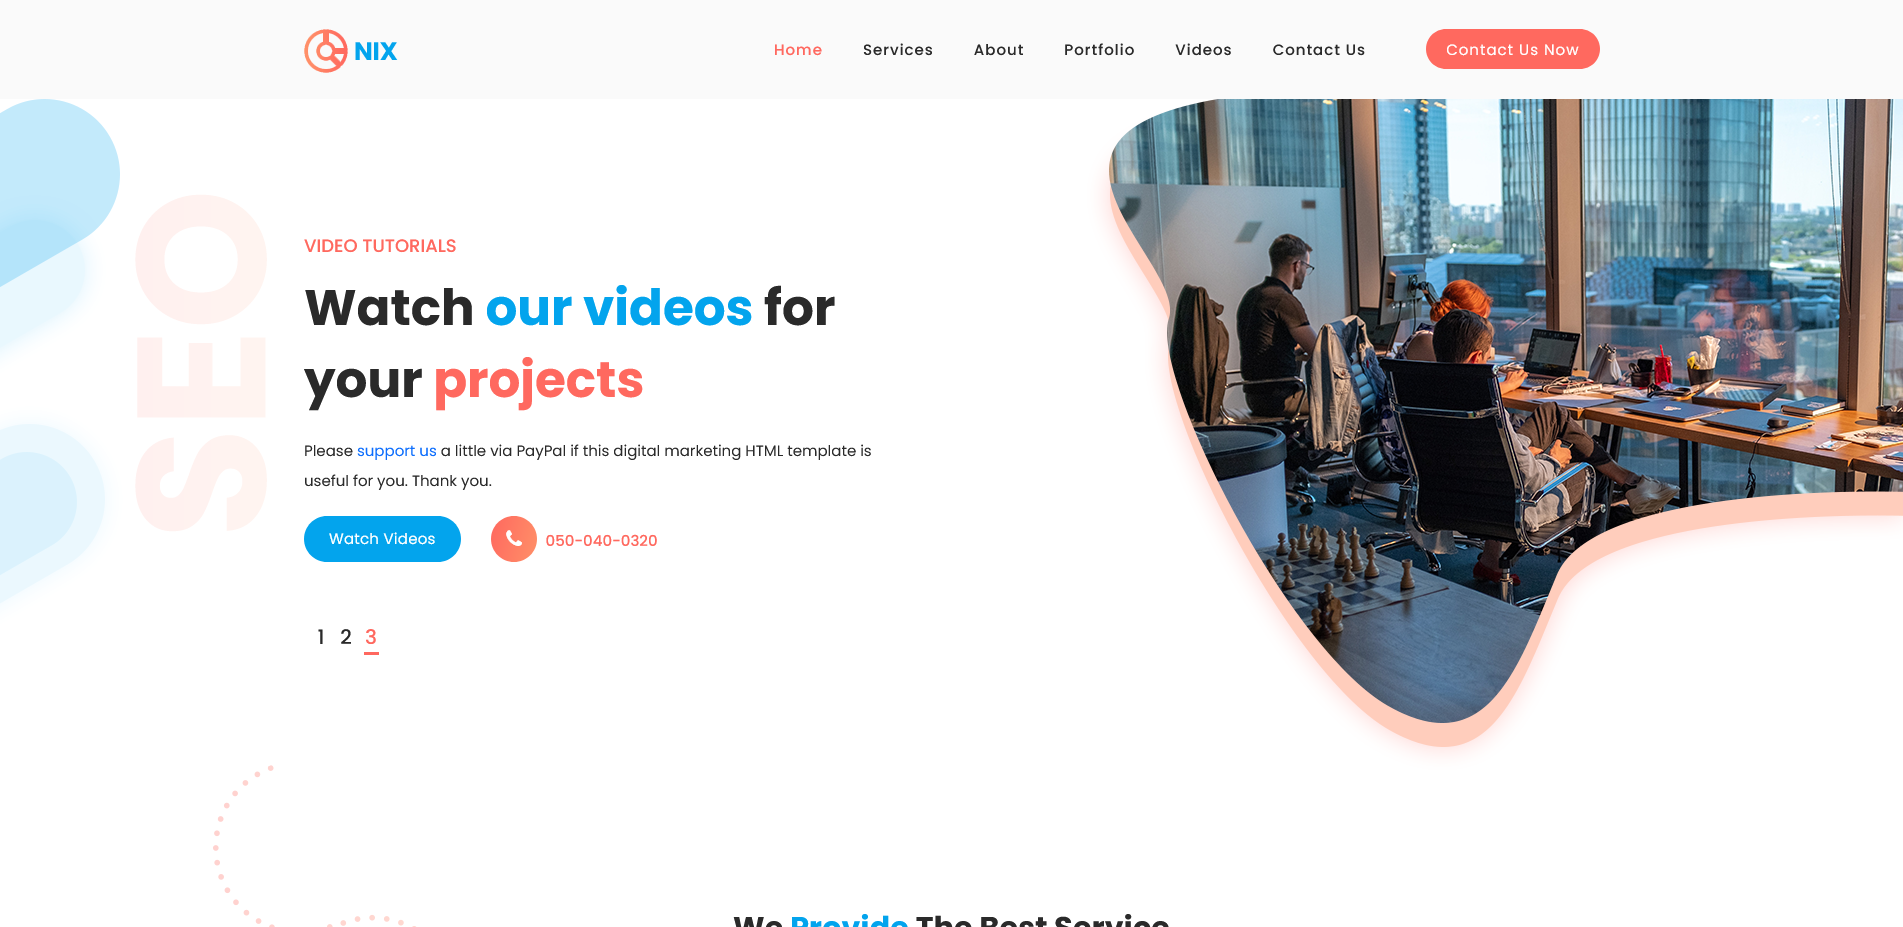 NIX
Home
Services
About
Portfolio
Videos
Contact Us
Contact Us Now
SEO
VIDEO TUTORIALS
Watch our videos for
your projects
Please support us a little via PayPal if this digital marketing HTML template is
useful for you. Thank you.
Watch Videos
050-040-0320
1 2 3
We Provide The Best Service